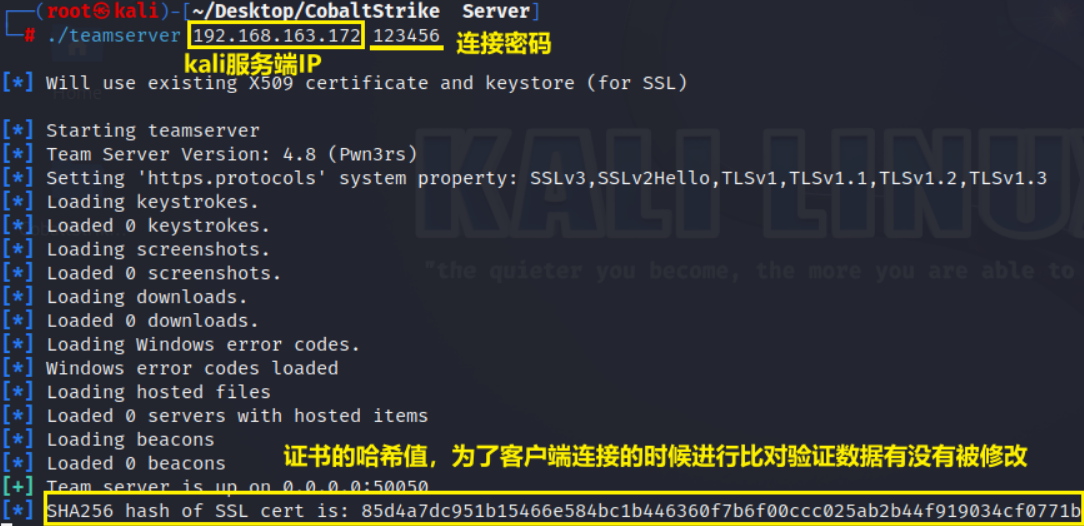 (root㉿kali)-[~/Desktop/CobaltStrike Server]
# ./teamserver 192.168.163.172 123456 连接密码
kali服务端IP
[*] Will use existing X509 certificate and keystore (for SSL)
[*] Starting teamserver
[*] Team Server Version: 4.8 (Pwn3rs)
[*] Setting 'https.protocols' system property: SSLv3,SSLv2Hello,TLSv1,TLSv1.1,TLSv1.2,TLSv1.3
[*] Loading keystrokes.
[*] Loaded 0 keystrokes.
[*] Loading screenshots.
[*] Loaded 0 screenshots.
[*] Loading downloads.
[*] Loaded 0 downloads.
[*] Loading Windows error codes.
[*] Windows error codes loaded
[*] Loading hosted files
[*] Loaded 0 servers with hosted items
[*] Loading beacons
[*] Loaded 0 beacons
证书的哈希值，为了客户端连接的时候进行比对验证数据有没有被修改
[+] Team server is up on 0.0.0.0:50050
[*] SHA256 hash of SSL cert is: 85d4a7dc951b15466e584bc1b446360f7b6f00ccc025ab2b44f919034cf0771b
KALI LINU
"the quieter you become, the more you are able to